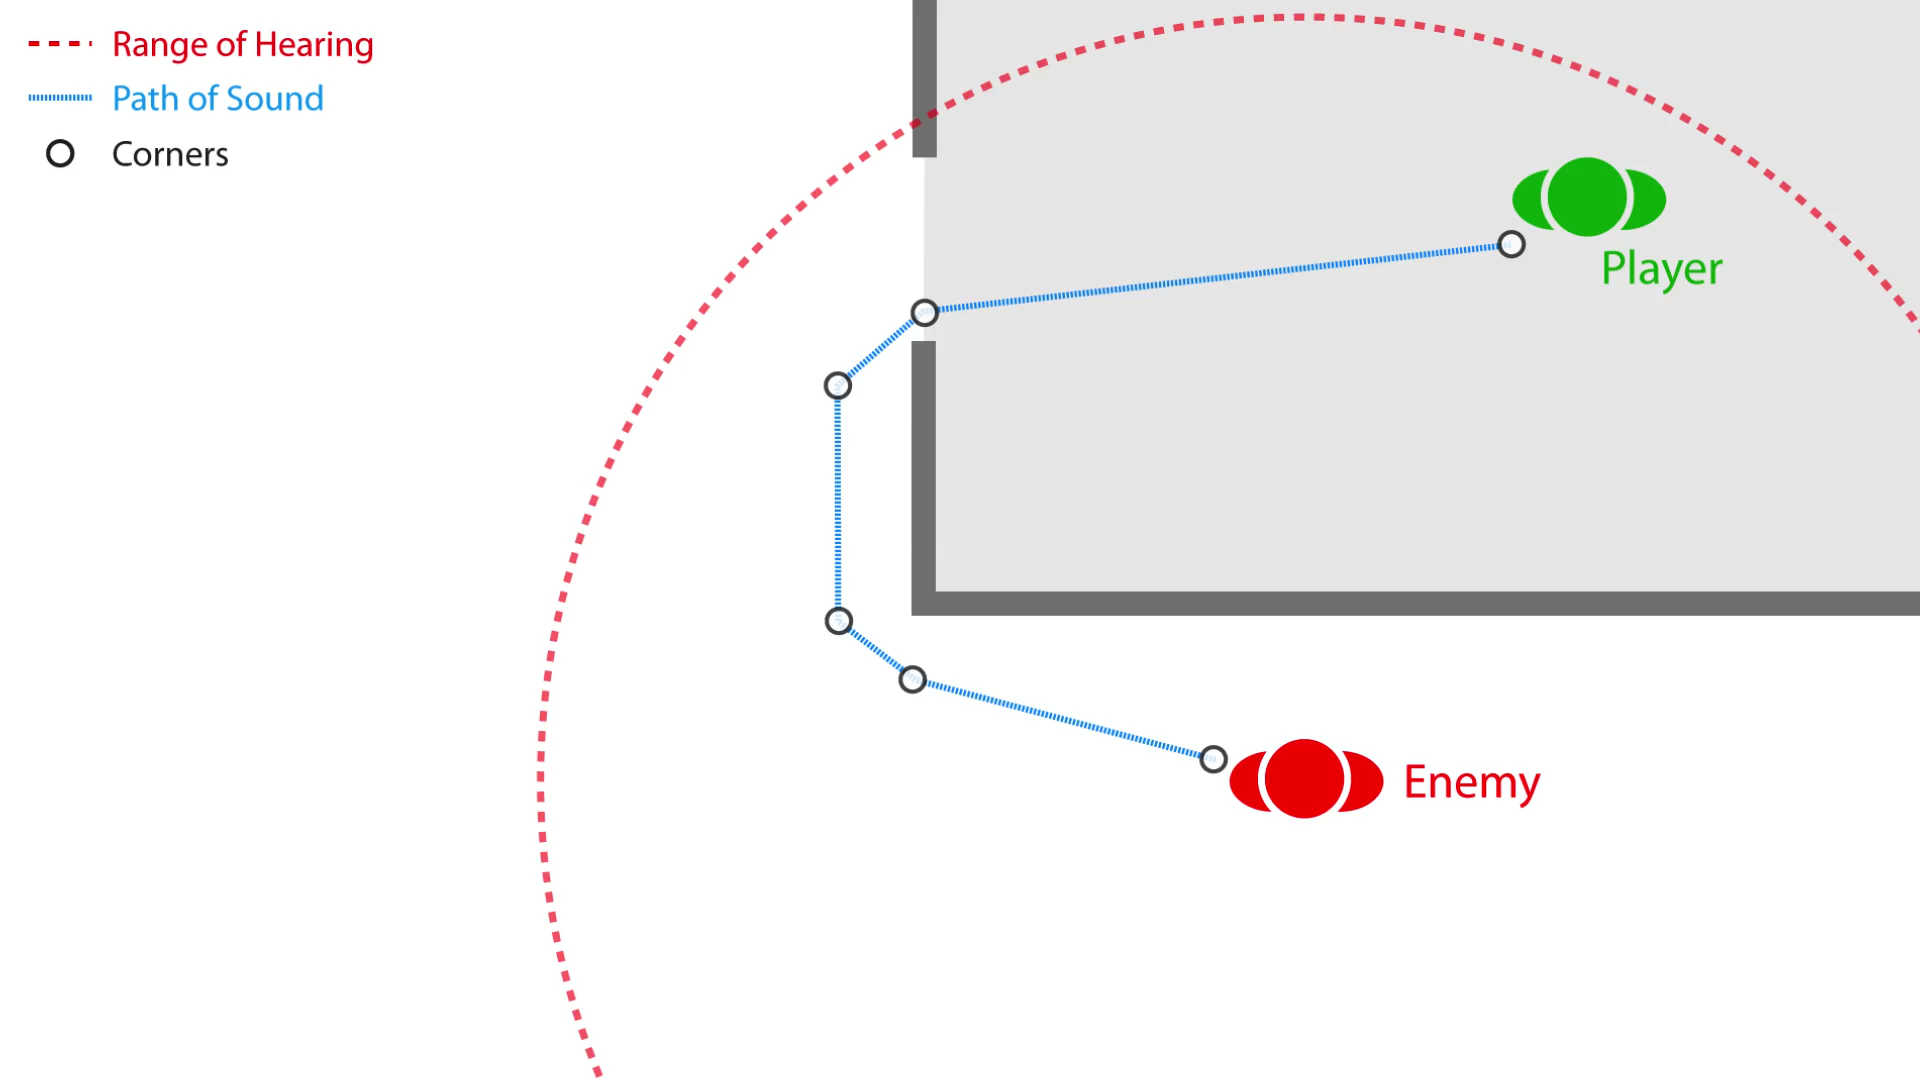 Range of Hearing
Path of Sound
Corners
Player
Enemy